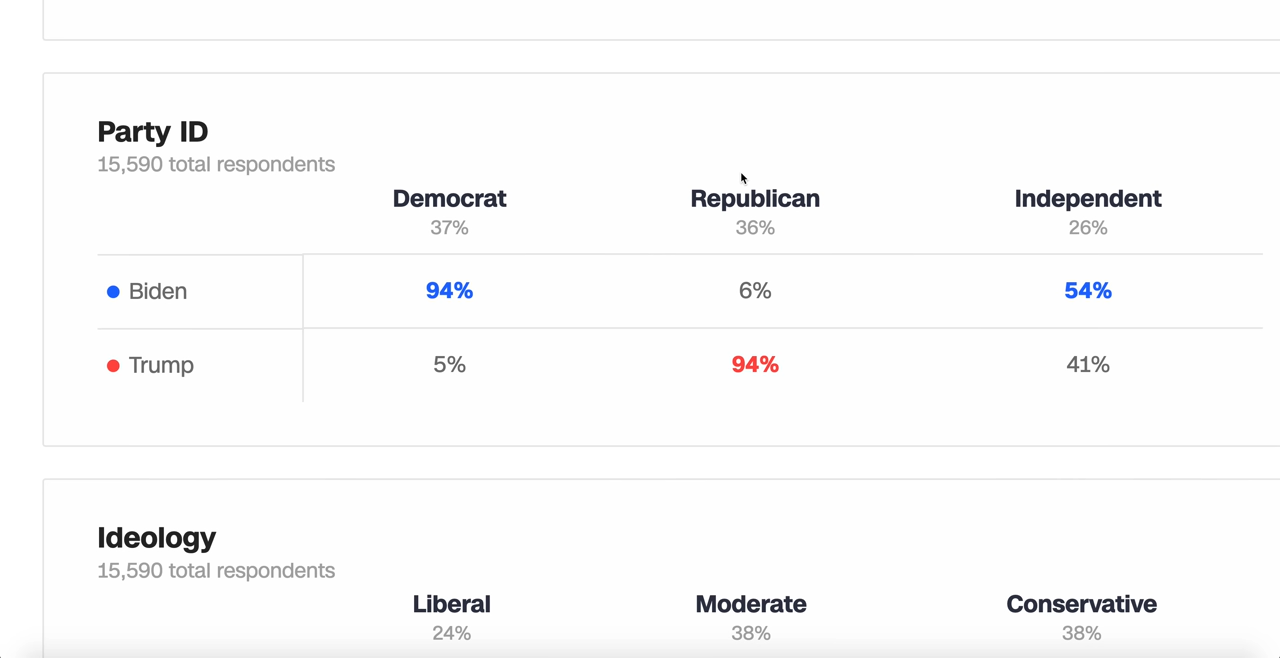 Party ID
15,590 total respondents
Democrat Republican Independent
37% 36% 26%
Biden 94% 6% 54%
Trump 5% 94% 41%
Ideology
15,590 total respondents
Liberal Moderate Conservative
24% 38% 38%